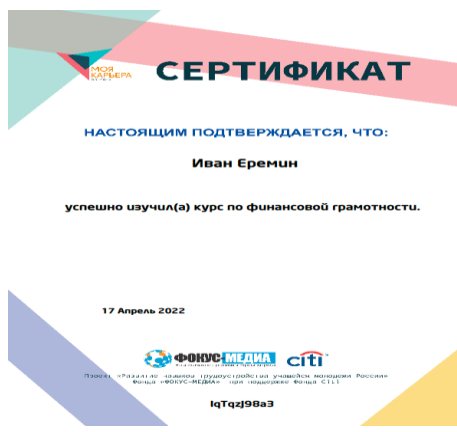 МОЯ
КАРЬЕРА
СЕРТИФИКАТ
НАСТОЯЩИМ ПОДТВЕРЖДАЕТСЯ, ЧТО:
Иван Еремин
успешно изучил(а) курс по финансовой грамотности.
17 Апрель 2022
ФОКУС-МЕДИА
citi
Проект «Развитие навыков трудоустройства учащейся молодежи России»
Фонда «ФОКУС-МЕДИА» при поддержке Фонда Citi
IqTqzJ98a3